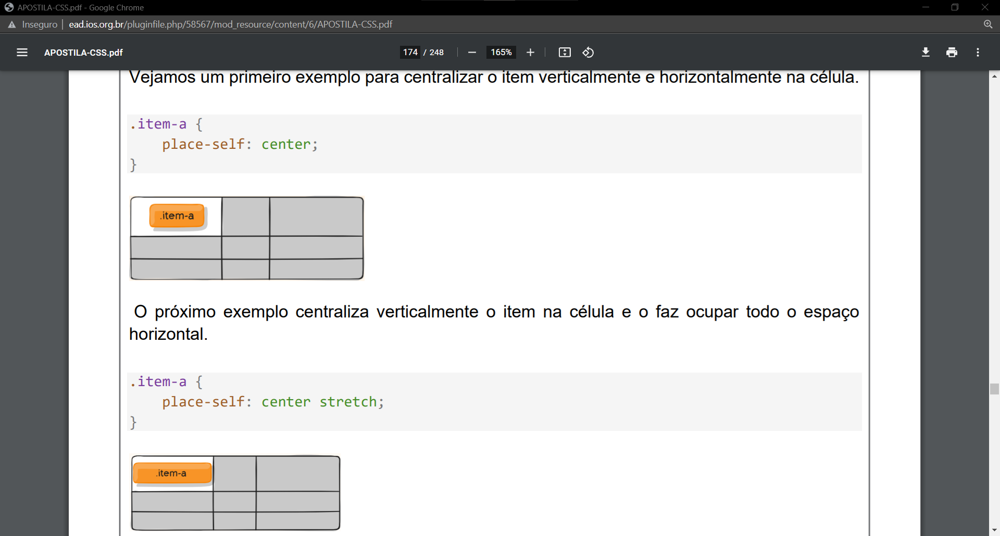 APOSTILA-CSS.pdf - Google Chrome
Inseguro | ead.ios.org.br/pluginfile.php/58567/mod_resource/content/6/APOSTILA-CSS.pdf
APOSTILA-CSS.pdf 174 / 248 165%
Vejamos um primeiro exemplo para centralizar o item verticalmente e horizontalmente na célula.
.item-a {
    place-self: center;
}
.item-a
O próximo exemplo centraliza verticalmente o item na célula e o faz ocupar todo o espaço
horizontal.
.item-a {
    place-self: center stretch;
}
.item-a